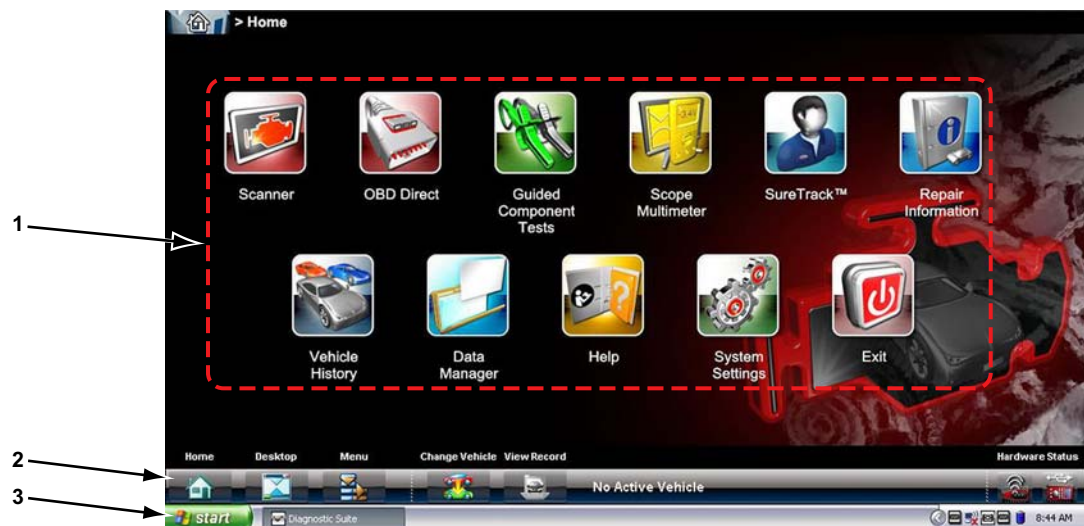 > Home
Scanner
OBD Direct
Guided
Component
Tests
Scope
Multimeter
SureTrack™
Repair
Information
Vehicle
History
Data
Manager
Help
System
Settings
Exit
1
Home
Desktop
Menu
Change Vehicle
View Record
Hardware Status
2
No Active Vehicle
3
start
Diagnostic Suite
8:44 AM